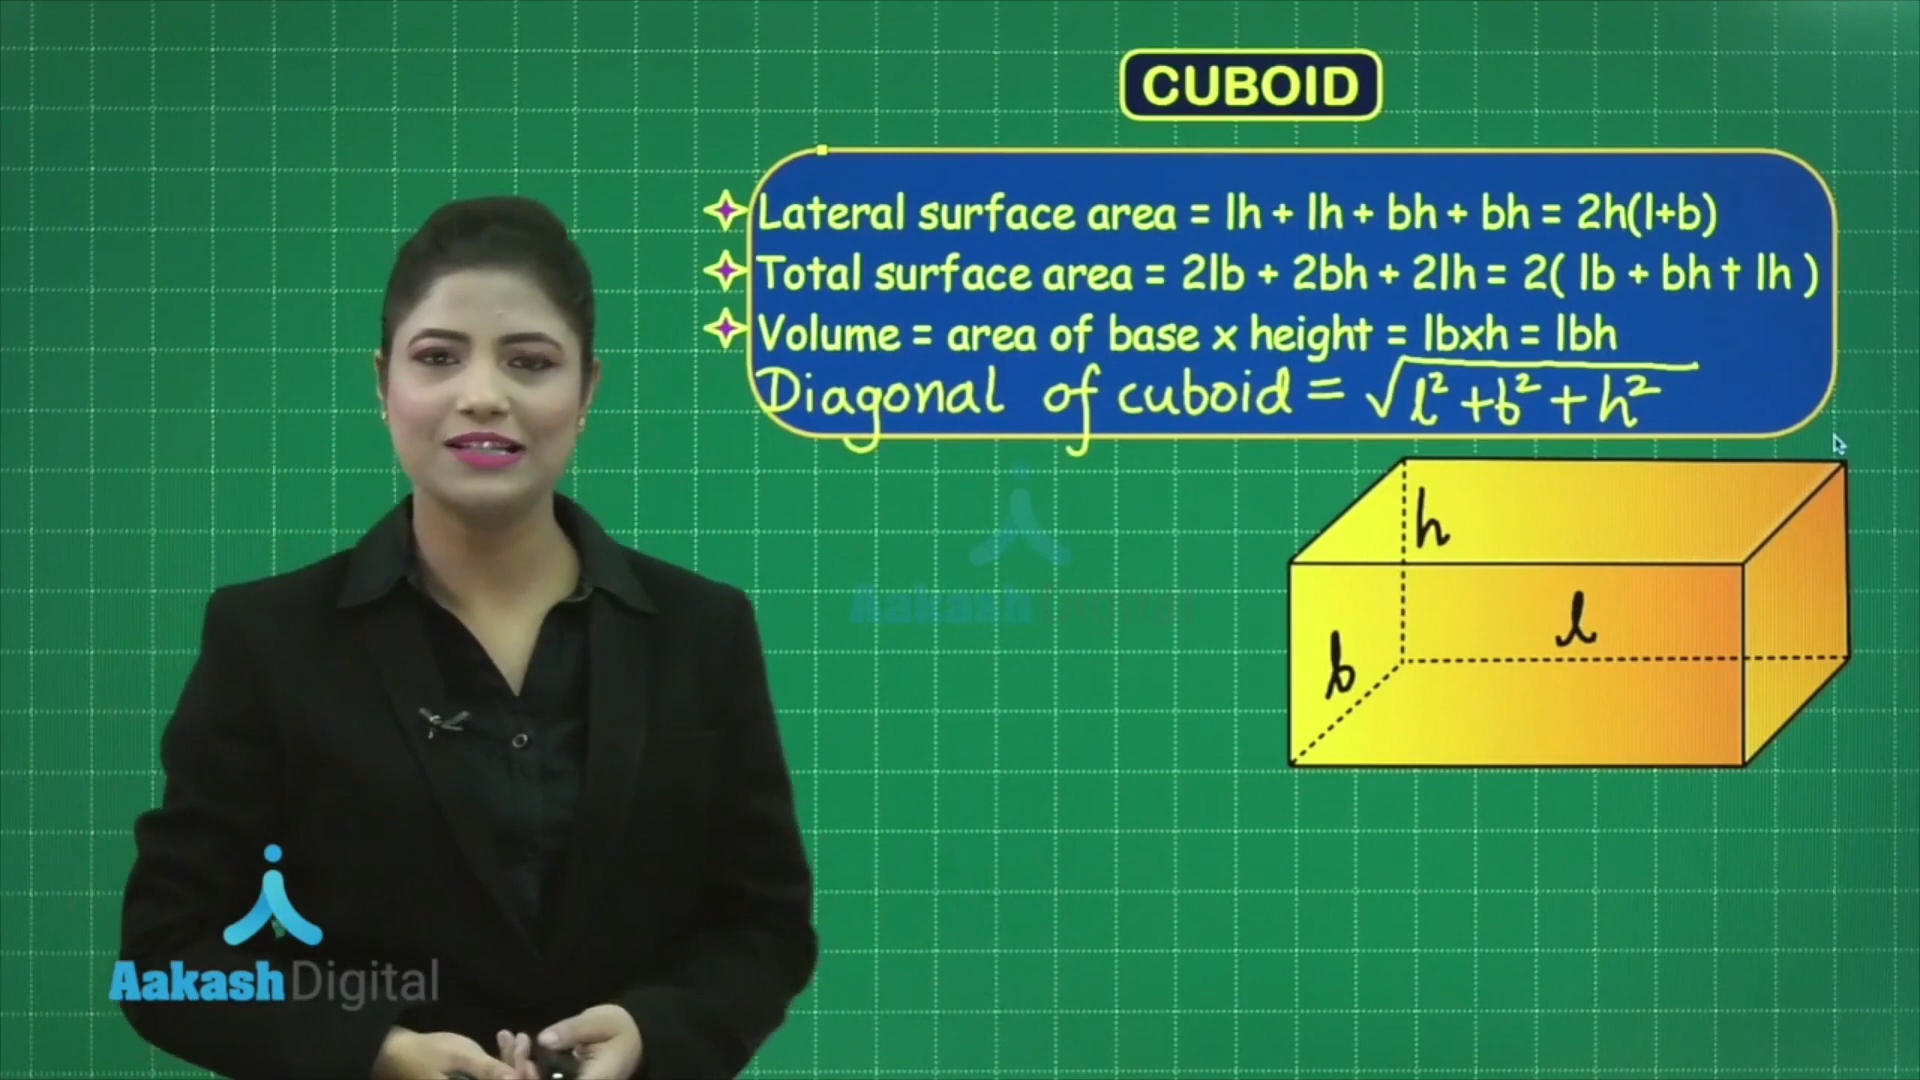 CUBOID
Lateral surface area = lh + lh + bh + bh = 2h(l+b)
Total surface area = 2lb + 2bh + 2lh = 2( lb + bh + lh )
Volume = area of base x height = lbxh = lbh
Diagonal of cuboid = √l² + b² + h²
h
l
b
Aakash Digital
AakashDigital